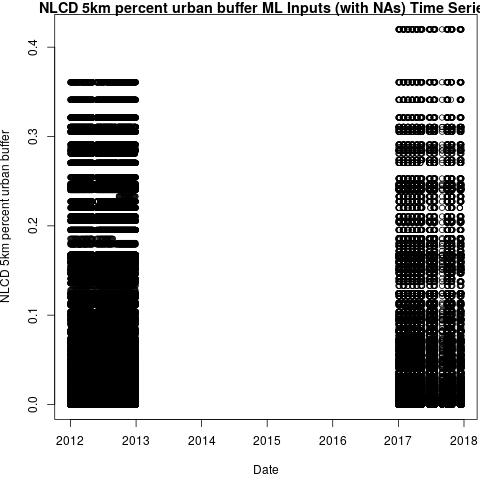 NLCD 5km percent urban buffer ML Inputs (with NAs) Time Serie
NLCD 5km percent urban buffer
0.4
0.3
0.2
0.1
0.0
2012 2013 2014 2015 2016 2017 2018
Date